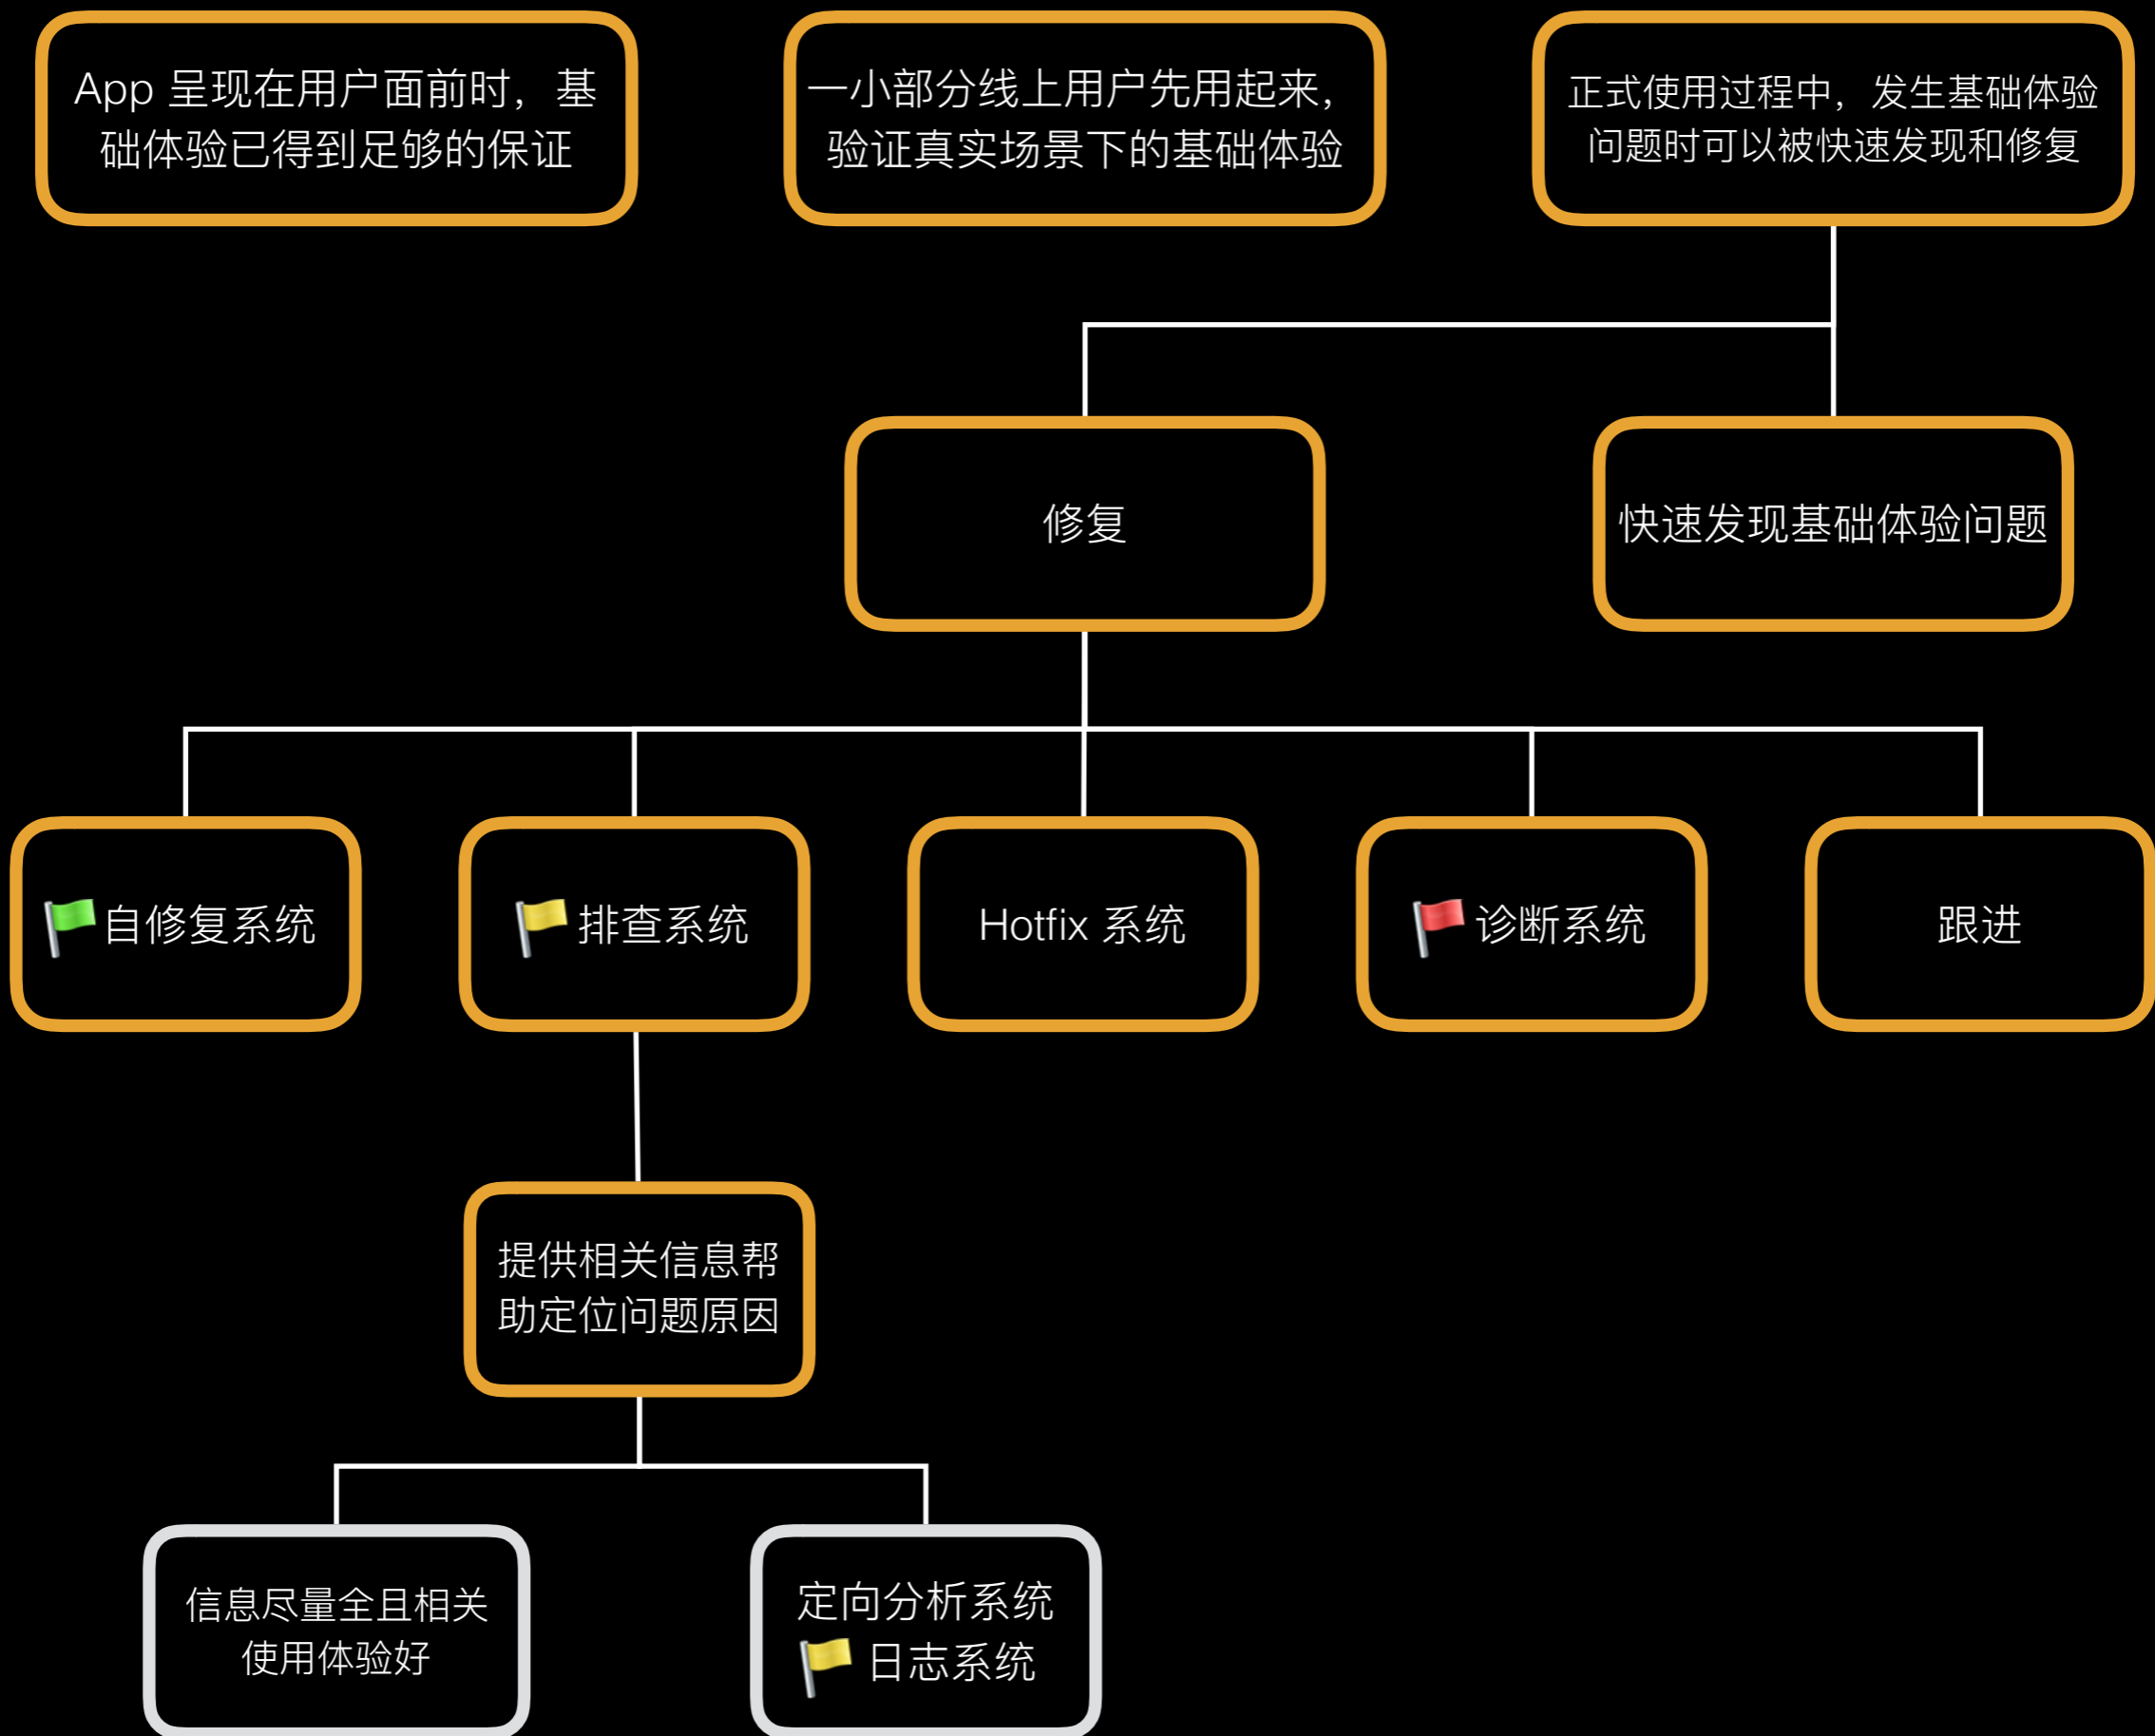 App 呈现在用户面前时，基
础体验已得到足够的保证
一小部分线上用户先用起来，
验证真实场景下的基础体验
正式使用过程中，发生基础体验
问题时可以被快速发现和修复
修复
快速发现基础体验问题
自修复系统
排查系统
Hotfix 系统
诊断系统
跟进
提供相关信息帮
助定位问题原因
信息尽量全且相关
使用体验好
定向分析系统
日志系统